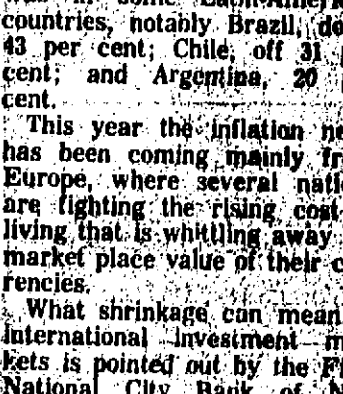 countries, notably Brazil, do
43 per cent; Chile, off 31
cent; and Argentina, 20
cent.
This year the inflation ne
has been coming mainly fr
Europe, where several nati
are fighting the rising cost
living that is whittling away
market place value of their c
rencies.
What shrinkage can mean
international investment m
kets is pointed out by the F
National City Bank of N